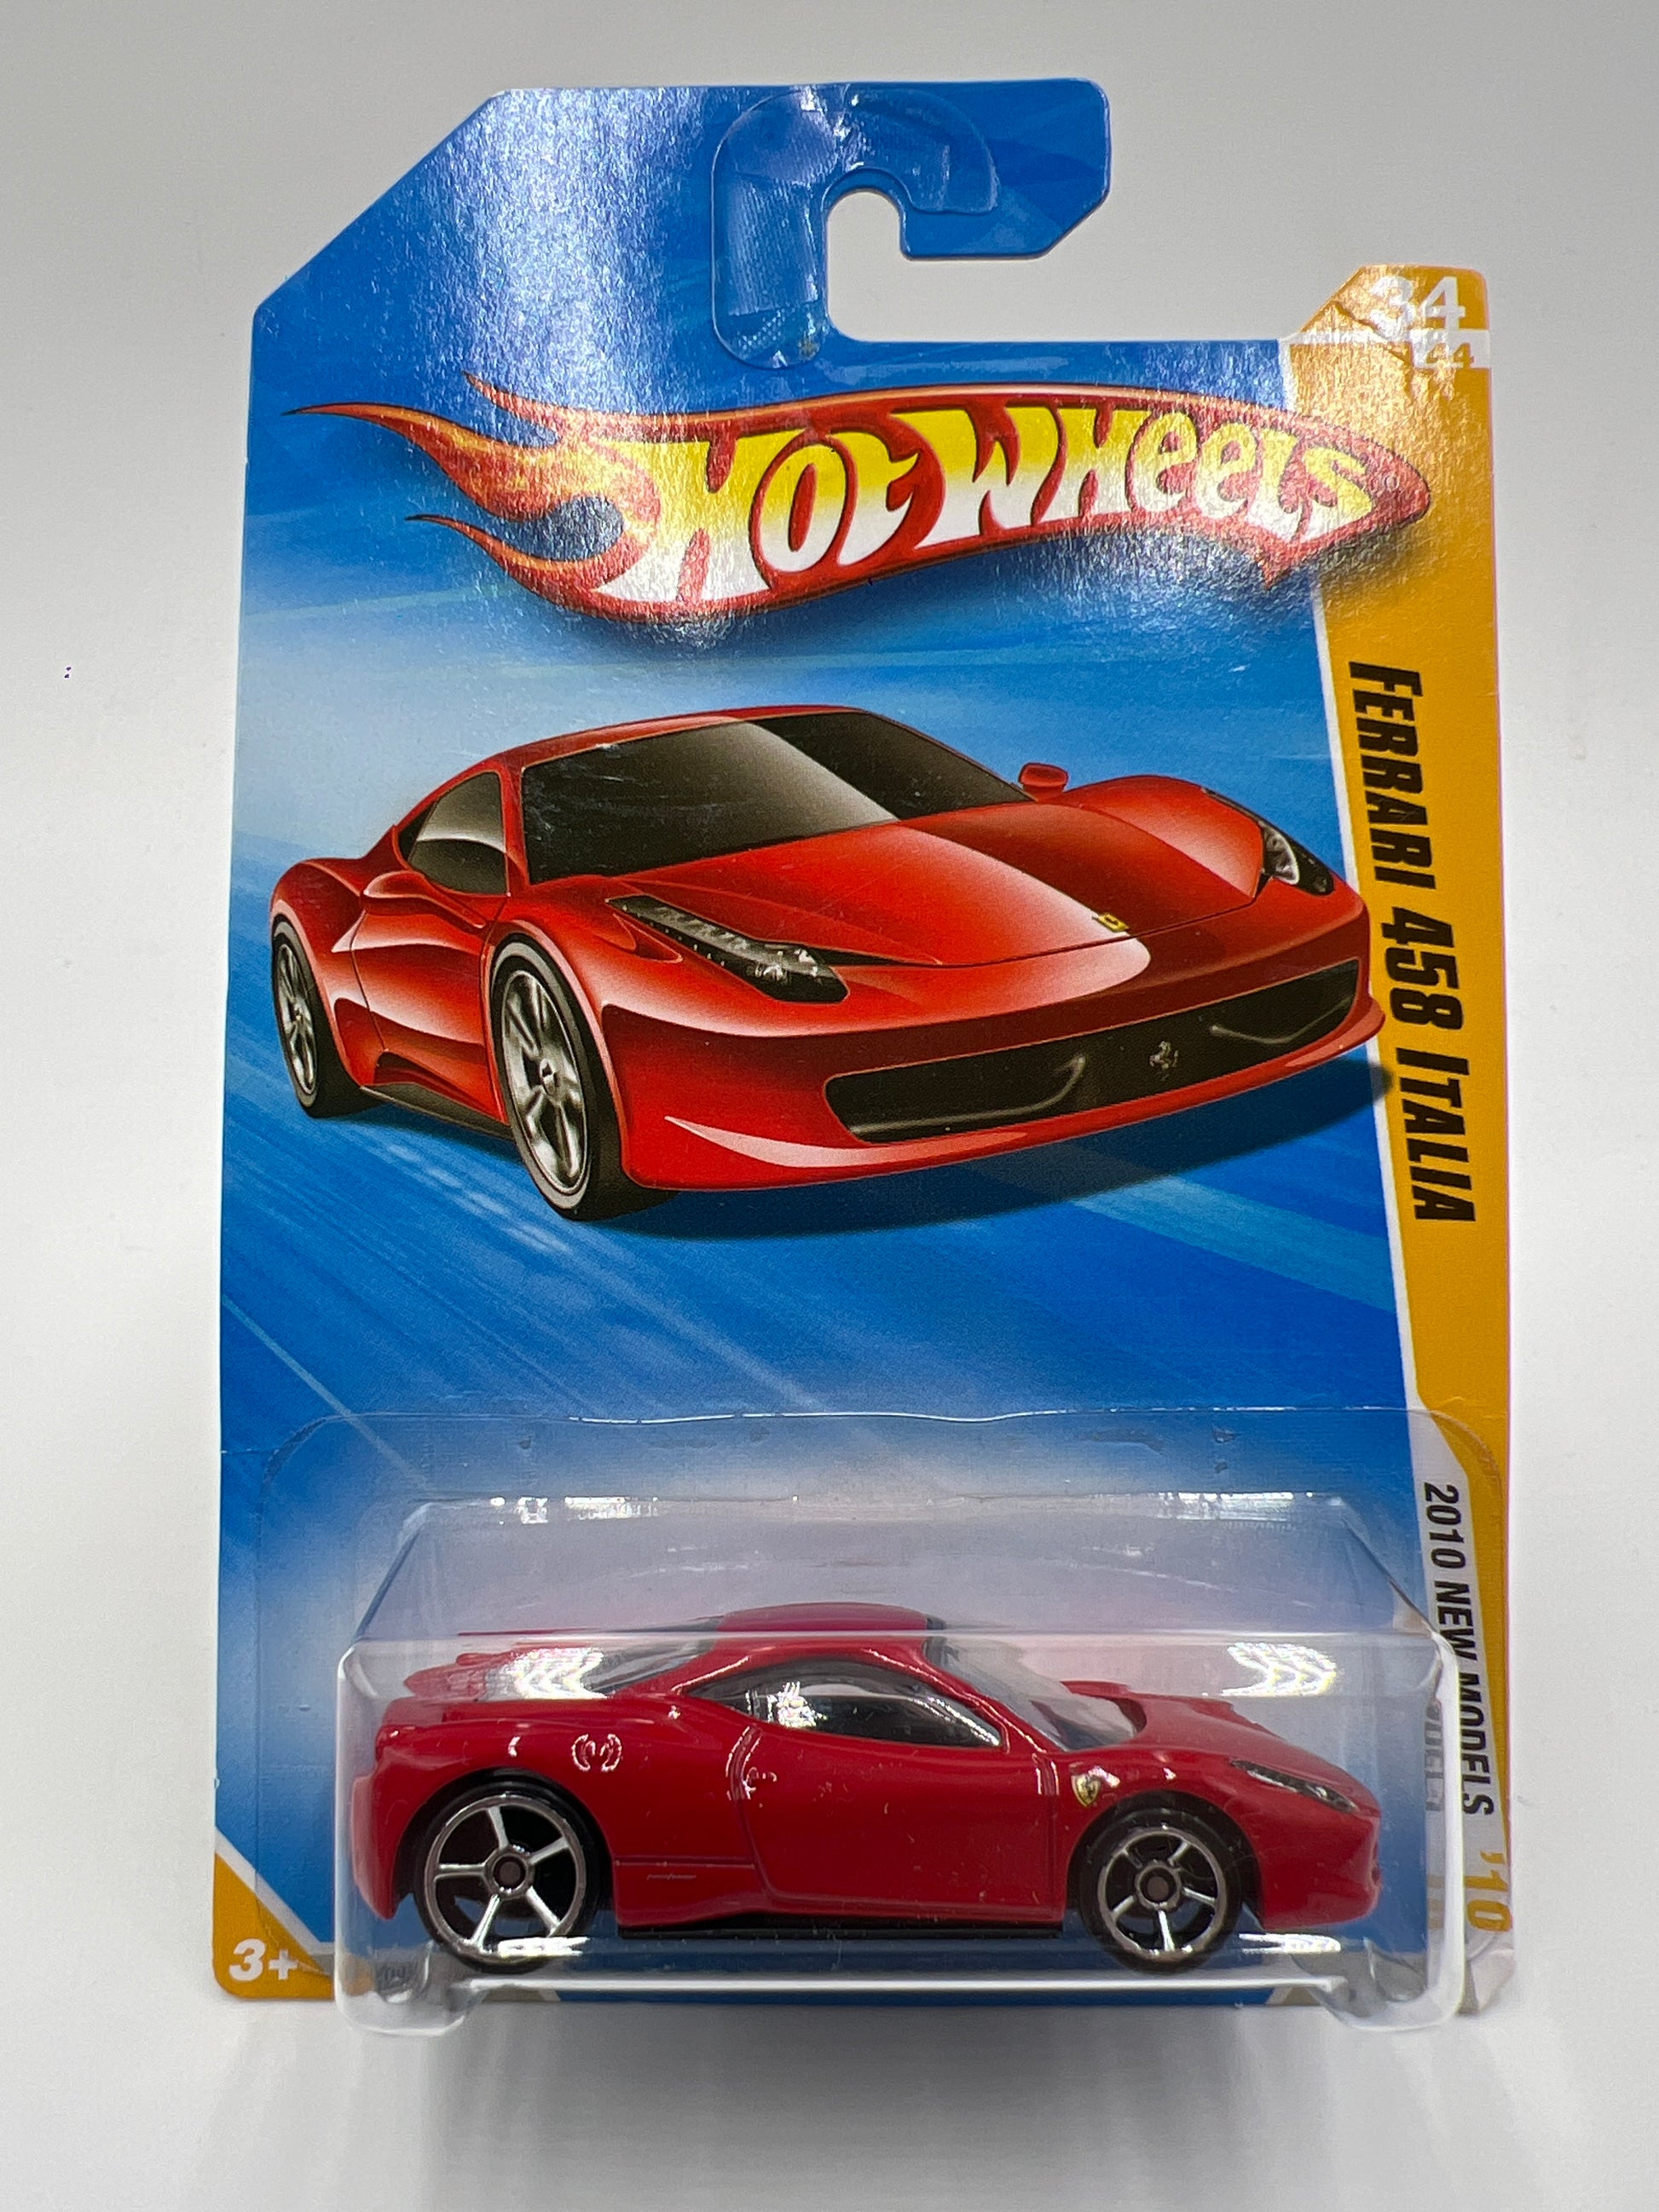 34
HOT WHEELS
FERRARI 458 ITALIA
2010 NEW MODELS
'10
3+